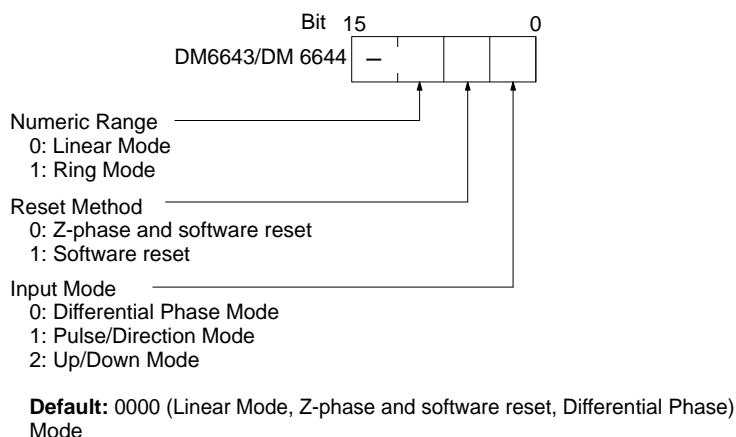 Bit 15 0
DM6643/DM 6644 –
Numeric Range
0: Linear Mode
1: Ring Mode
Reset Method
0: Z-phase and software reset
1: Software reset
Input Mode
0: Differential Phase Mode
1: Pulse/Direction Mode
2: Up/Down Mode
Default: 0000 (Linear Mode, Z-phase and software reset, Differential Phase)
Mode